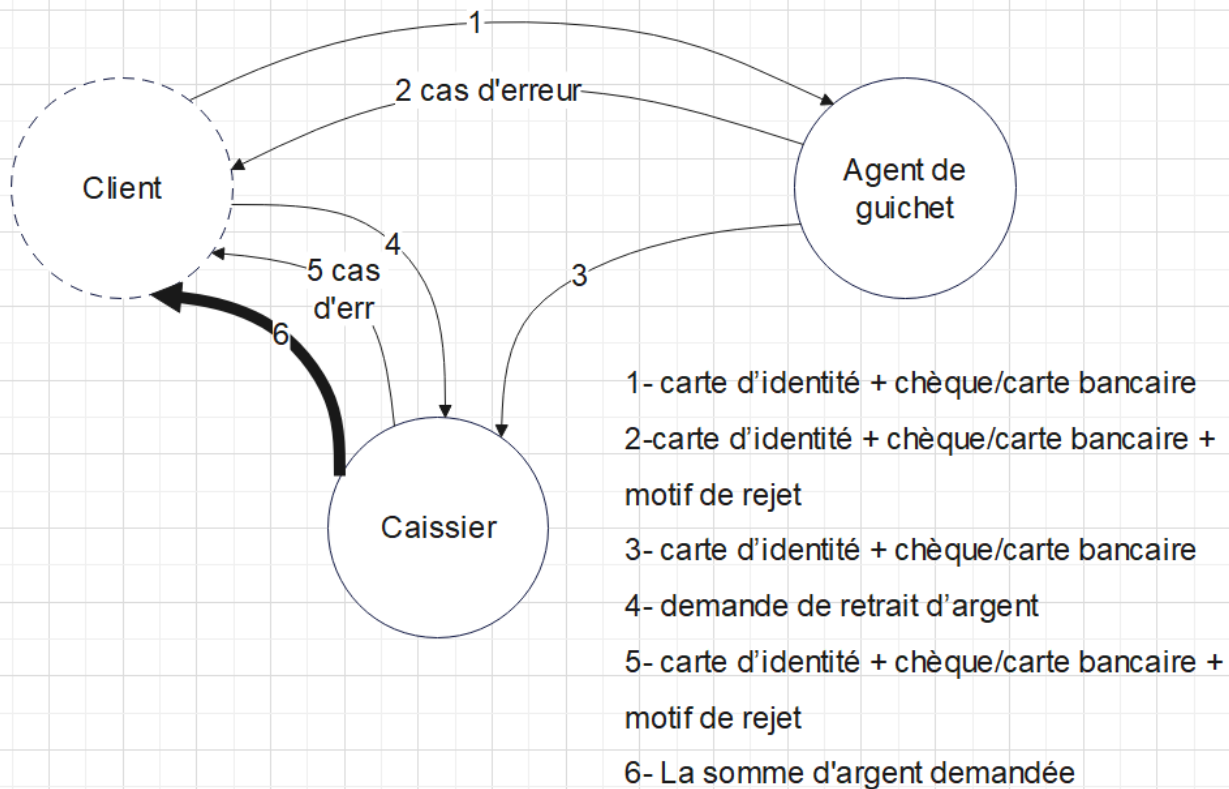 1
2 cas d'erreur
Client
Agent de
guichet
4
5 cas
d'err
3
6
Caissier
1- carte d’identité + chèque/carte bancaire
2-carte d’identité + chèque/carte bancaire +
motif de rejet
3- carte d’identité + chèque/carte bancaire
4- demande de retrait d’argent
5- carte d’identité + chèque/carte bancaire +
motif de rejet
6- La somme d'argent demandée